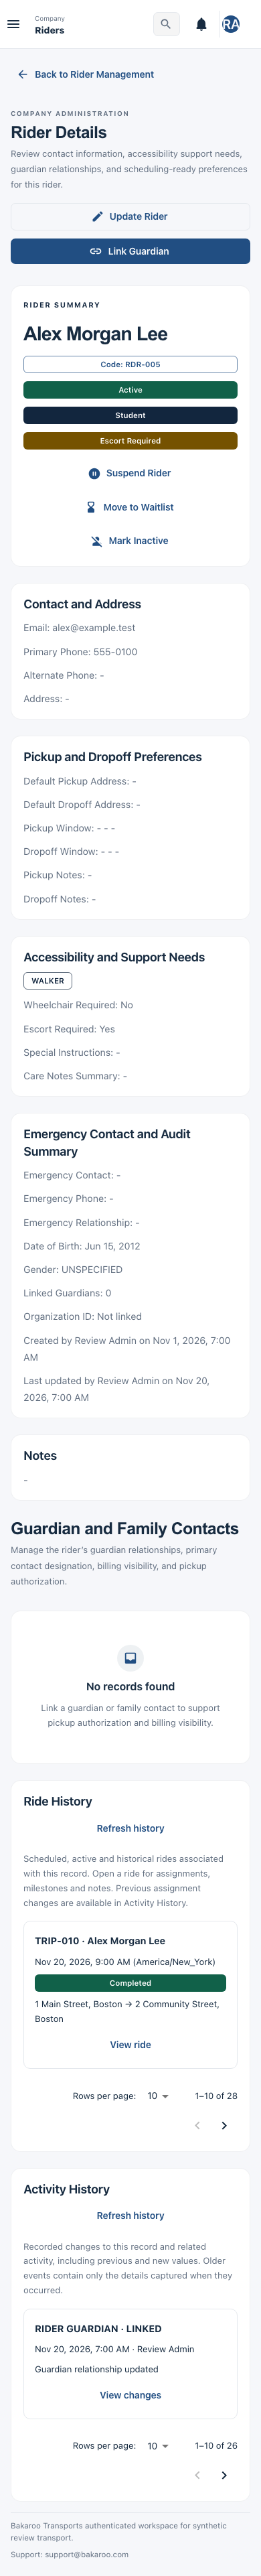 Company
Riders
RA
Back to Rider Management
COMPANY ADMINISTRATION
Rider Details
Review contact information, accessibility support needs,
guardian relationships, and scheduling-ready preferences
for this rider.
Update Rider
Link Guardian
RIDER SUMMARY
Alex Morgan Lee
Code: RDR-005
Active
Student
Escort Required
Suspend Rider
Move to Waitlist
Mark Inactive
Contact and Address
Email: alex@example.test
Primary Phone: 555-0100
Alternate Phone: -
Address: -
Pickup and Dropoff Preferences
Default Pickup Address: -
Default Dropoff Address: -
Pickup Window: - - -
Dropoff Window: - - -
Pickup Notes: -
Dropoff Notes: -
Accessibility and Support Needs
WALKER
Wheelchair Required: No
Escort Required: Yes
Special Instructions: -
Care Notes Summary: -
Emergency Contact and Audit
Summary
Emergency Contact: -
Emergency Phone: -
Emergency Relationship: -
Date of Birth: Jun 15, 2012
Gender: UNSPECIFIED
Linked Guardians: 0
Organization ID: Not linked
Created by Review Admin on Nov 1, 2026, 7:00
AM
Last updated by Review Admin on Nov 20,
2026, 7:00 AM
Notes
-
Guardian and Family Contacts
Manage the rider's guardian relationships, primary
contact designation, billing visibility, and pickup
authorization.
No records found
Link a guardian or family contact to support
pickup authorization and billing visibility.
Ride History
Refresh history
Scheduled, active and historical rides associated
with this record. Open a ride for assignments,
milestones and notes. Previous assignment
changes are available in Activity History.
TRIP-010 · Alex Morgan Lee
Nov 20, 2026, 9:00 AM (America/New_York)
Completed
1 Main Street, Boston → 2 Community Street,
Boston
View ride
Rows per page: 10 1–10 of 28
Activity History
Refresh history
Recorded changes to this record and related
activity, including previous and new values. Older
events contain only the details captured when they
occurred.
RIDER GUARDIAN · LINKED
Nov 20, 2026, 7:00 AM · Review Admin
Guardian relationship updated
View changes
Rows per page: 10 1–10 of 26
Bakaroo Transports authenticated workspace for synthetic
review transport.
Support: support@bakaroo.com